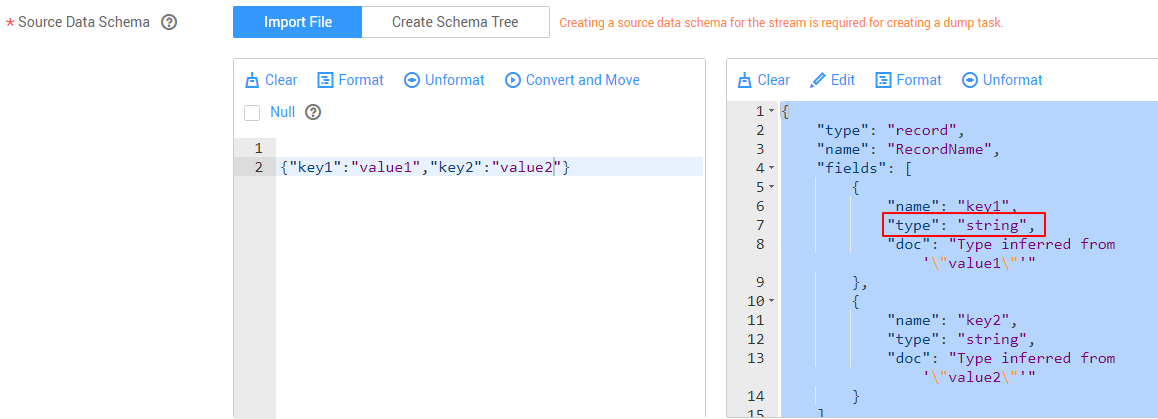 * Source Data Schema ?
Import File Create Schema Tree Creating a source data schema for the stream is required for creating a dump task.
Clear Format Unformat Convert and Move
Null ?
1
2 {"key1":"value1","key2":"value2"}
Clear Edit Format Unformat
1 {
2 "type": "record",
3 "name": "RecordName",
4 "fields": [
5 {
6 "name": "key1",
7 "type": "string",
8 "doc": "Type inferred from
'\"value1\"'"
9 },
10 {
11 "name": "key2",
12 "type": "string",
13 "doc": "Type inferred from
'\"value2\"'"
14 }
15 ]